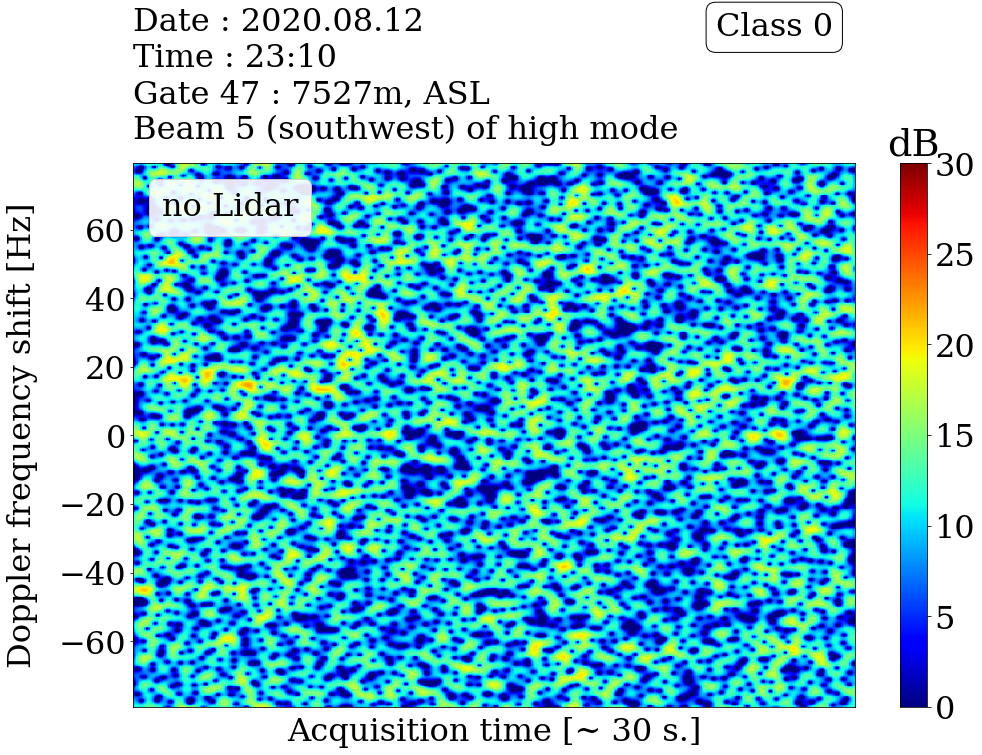 Date : 2020.08.12
Time : 23:10
Gate 47 : 7527m, ASL
Beam 5 (southwest) of high mode
Class 0
dB
no Lidar
Doppler frequency shift [Hz]
60
40
20
0
−20
−40
−60
30
25
20
15
10
5
0
Acquisition time [~ 30 s.]